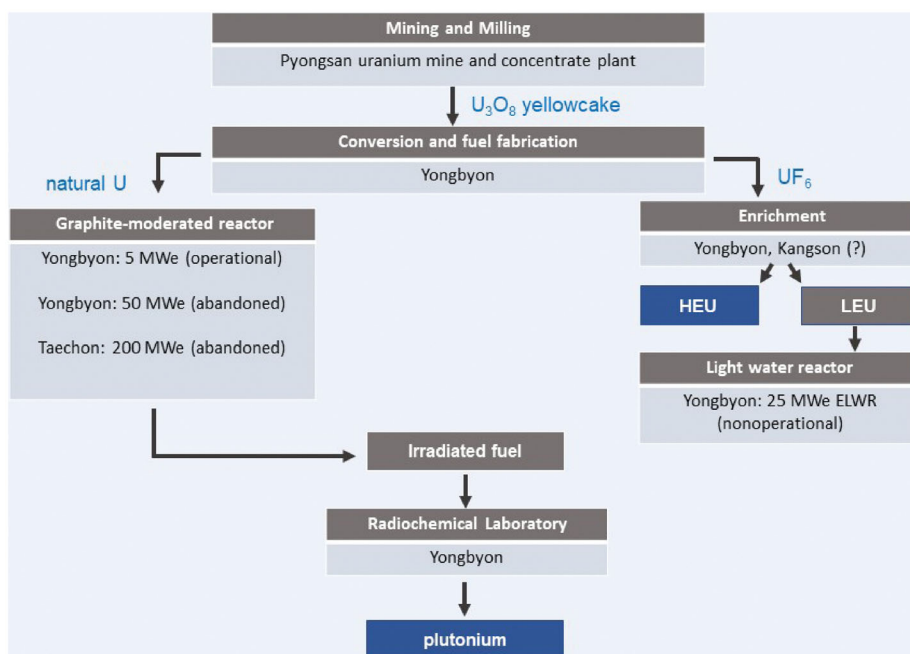 Mining and Milling
Pyongsan uranium mine and concentrate plant
U₃O₈ yellowcake
Conversion and fuel fabrication
Yongbyon
natural U
UF₆
Graphite-moderated reactor
Yongbyon: 5 MWe (operational)
Yongbyon: 50 MWe (abandoned)
Taechon: 200 MWe (abandoned)
Enrichment
Yongbyon, Kangson (?)
HEU
LEU
Light water reactor
Yongbyon: 25 MWe ELWR
(nonoperational)
Irradiated fuel
Radiochemical Laboratory
Yongbyon
plutonium